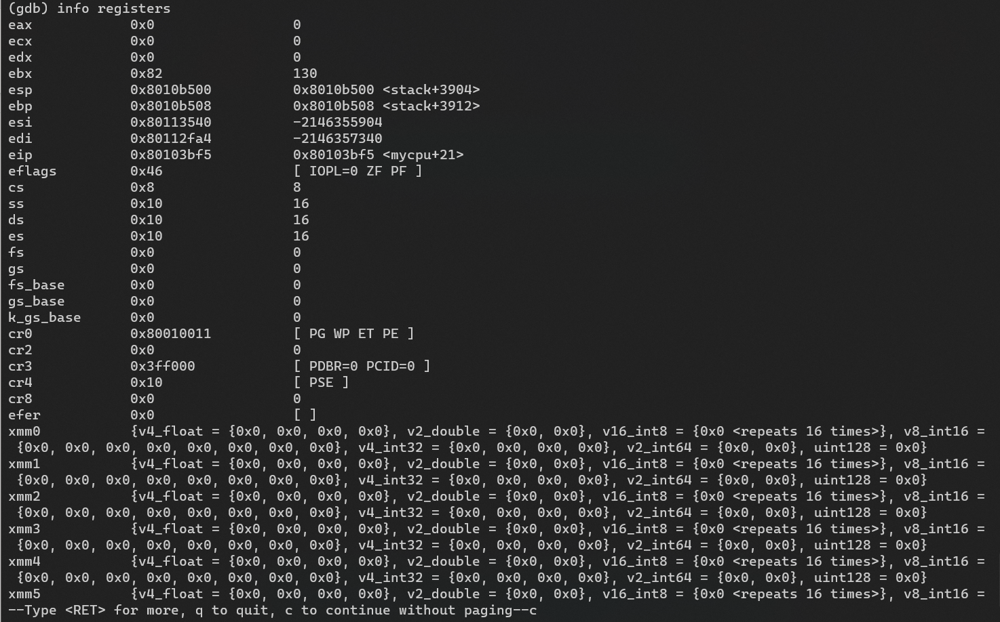 (gdb) info registers
eax            0x0                 0
ecx            0x0                 0
edx            0x0                 0
ebx            0x82                130
esp            0x8010b500          0x8010b500 <stack+3904>
ebp            0x8010b508          0x8010b508 <stack+3912>
esi            0x80113540          -2146355904
edi            0x80112fa4          -2146357340
eip            0x80103bf5          0x80103bf5 <mycpu+21>
eflags         0x46                [ IOPL=0 ZF PF ]
cs             0x8                 8
ss             0x10                16
ds             0x10                16
es             0x10                16
fs             0x0                 0
gs             0x0                 0
fs_base        0x0                 0
gs_base        0x0                 0
k_gs_base      0x0                 0
cr0            0x80010011          [ PG WP ET PE ]
cr2            0x0                 0
cr3            0x3ff000            [ PDBR=0 PCID=0 ]
cr4            0x10                [ PSE ]
cr8            0x0                 0
efer           0x0                 [ ]
xmm0           {v4_float = {0x0, 0x0, 0x0, 0x0}, v2_double = {0x0, 0x0}, v16_int8 = {0x0 <repeats 16 times>}, v8_int16 =
 {0x0, 0x0, 0x0, 0x0, 0x0, 0x0, 0x0, 0x0}, v4_int32 = {0x0, 0x0, 0x0, 0x0}, v2_int64 = {0x0, 0x0}, uint128 = 0x0}
xmm1           {v4_float = {0x0, 0x0, 0x0, 0x0}, v2_double = {0x0, 0x0}, v16_int8 = {0x0 <repeats 16 times>}, v8_int16 =
 {0x0, 0x0, 0x0, 0x0, 0x0, 0x0, 0x0, 0x0}, v4_int32 = {0x0, 0x0, 0x0, 0x0}, v2_int64 = {0x0, 0x0}, uint128 = 0x0}
xmm2           {v4_float = {0x0, 0x0, 0x0, 0x0}, v2_double = {0x0, 0x0}, v16_int8 = {0x0 <repeats 16 times>}, v8_int16 =
 {0x0, 0x0, 0x0, 0x0, 0x0, 0x0, 0x0, 0x0}, v4_int32 = {0x0, 0x0, 0x0, 0x0}, v2_int64 = {0x0, 0x0}, uint128 = 0x0}
xmm3           {v4_float = {0x0, 0x0, 0x0, 0x0}, v2_double = {0x0, 0x0}, v16_int8 = {0x0 <repeats 16 times>}, v8_int16 =
 {0x0, 0x0, 0x0, 0x0, 0x0, 0x0, 0x0, 0x0}, v4_int32 = {0x0, 0x0, 0x0, 0x0}, v2_int64 = {0x0, 0x0}, uint128 = 0x0}
xmm4           {v4_float = {0x0, 0x0, 0x0, 0x0}, v2_double = {0x0, 0x0}, v16_int8 = {0x0 <repeats 16 times>}, v8_int16 =
 {0x0, 0x0, 0x0, 0x0, 0x0, 0x0, 0x0, 0x0}, v4_int32 = {0x0, 0x0, 0x0, 0x0}, v2_int64 = {0x0, 0x0}, uint128 = 0x0}
xmm5           {v4_float = {0x0, 0x0, 0x0, 0x0}, v2_double = {0x0, 0x0}, v16_int8 = {0x0 <repeats 16 times>}, v8_int16 =
--Type <RET> for more, q to quit, c to continue without paging--c